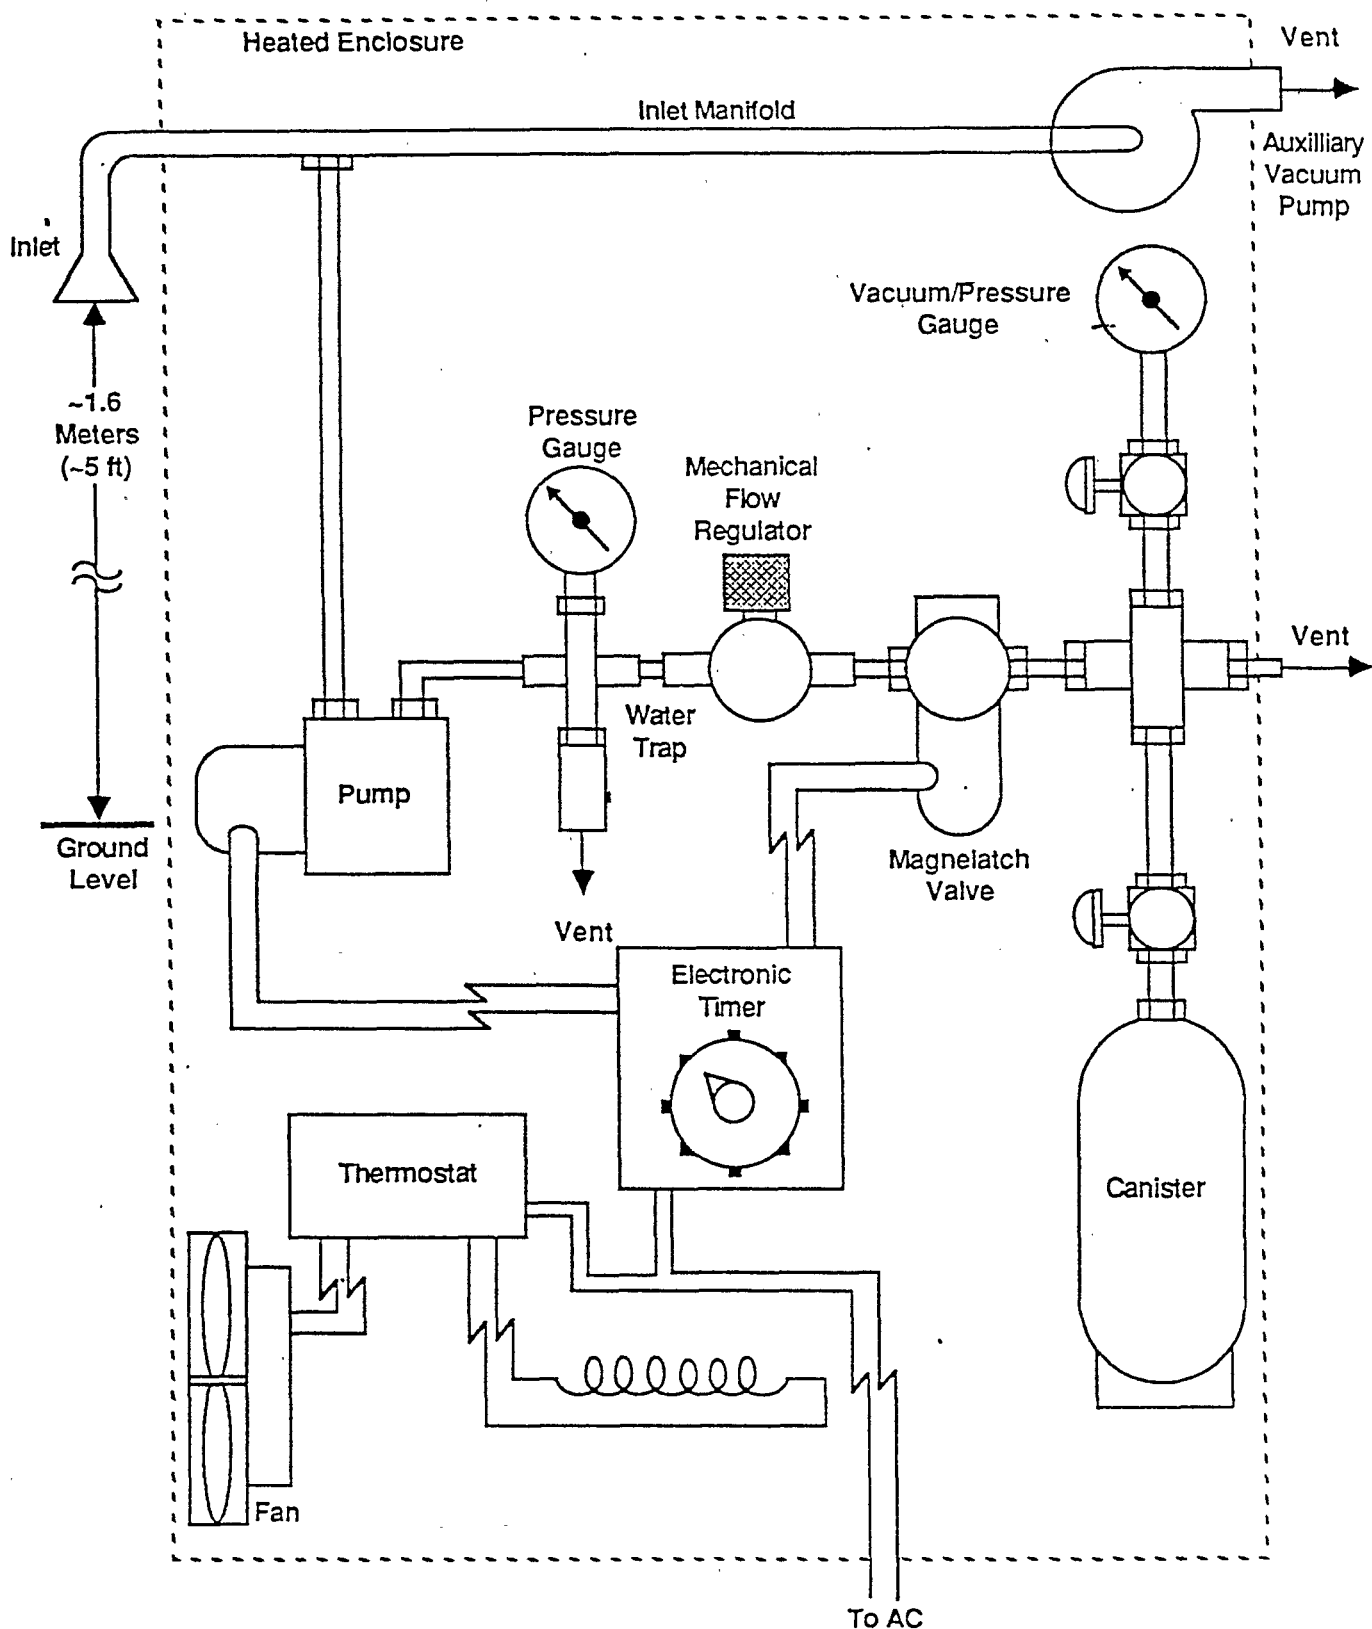 Heated Enclosure
Vent
Inlet Manifold
Auxilliary
Vacuum
Pump
Inlet
Vacuum/Pressure
Gauge
~1.6
Meters
(~5 ft)
Pressure
Gauge
Mechanical
Flow
Regulator
Vent
Water
Trap
Pump
Ground
Level
Magnelatch
Valve
Vent
Electronic
Timer
Thermostat
Canister
Fan
To AC